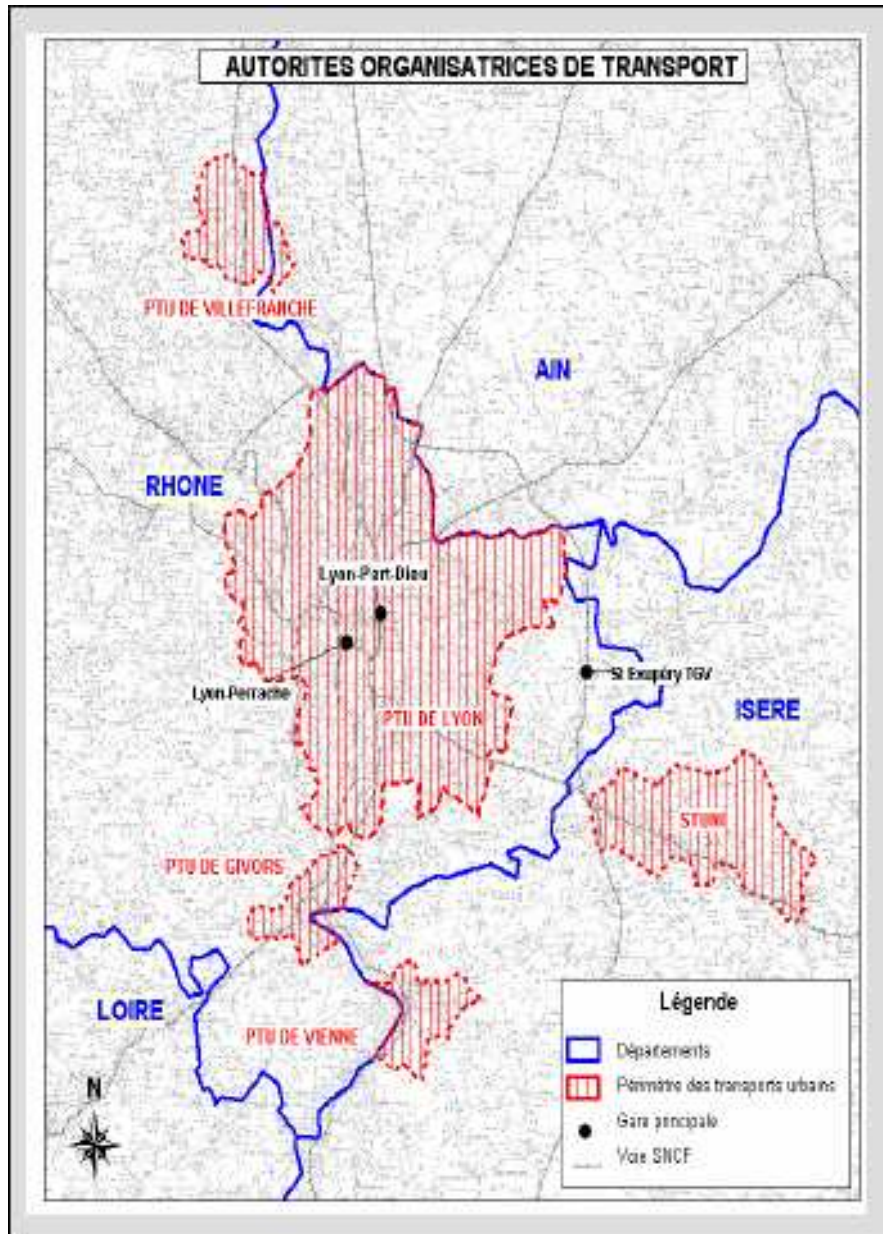 AUTORITES ORGANISATRICES DE TRANSPORT
PTU DE VILLEFRANCHE
AIN
RHONE
Lyon-Part-Dieu
Lyon-Perrache
St Exupéry TGV
PTU DE LYON
ISERE
STUNI
PTU DE GIVORS
LOIRE
PTU DE VIENNE
N
Légende
Départements
Périmètre des transports urbains
Gare principale
Voie SNCF